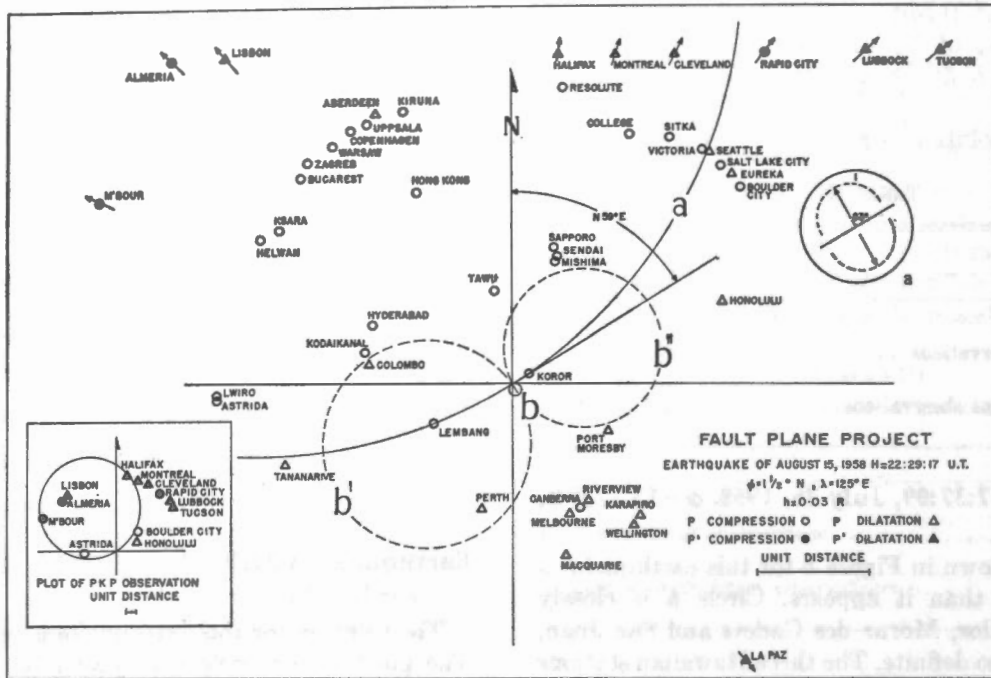 LISBON
ALMERIA
HALIFAX
MONTREAL
CLEVELAND
RAPID CITY
LUBBOCK
TUCSON
RESOLUTE
ABERDEEN
KIRUNA
UPPSALA
COPENHAGEN
WARSAW
ZAGREB
BUCAREST
N
COLLEGE
SITKA
VICTORIA
SEATTLE
SALT LAKE CITY
EUREKA
BOULDER
CITY
HONG KONG
M'BOUR
KSARA
HELWAN
a
N 59° E
SAPPORO
SENDAI
MISHIMA
a
TAWU
HONOLULU
HYDERABAD
KODAIKANAL
COLOMBO
b"
KOROR
b
LWIRO
ASTRIDA
LEMBANG
PORT
MORESBY
TANANARIVE
b'
PERTH
CANBERRA
RIVERVIEW
MELBOURNE
KARAPIRO
WELLINGTON
MACQUARIE
LA PAZ
FAULT PLANE PROJECT
EARTHQUAKE OF AUGUST 15, 1958 H=22:29:17 U.T.
φ=1½° N, λ=125°E
h=0.003 R
P COMPRESSION P DILATATION
P' COMPRESSION P' DILATATION
UNIT DISTANCE
HALIFAX
MONTREAL
CLEVELAND
LISBON
RAPID CITY
ALMERIA
LUBBOCK
TUCSON
M'BOUR
BOULDER CITY
ASTRIDA
HONOLULU
PLOT OF PKP OBSERVATION
UNIT DISTANCE